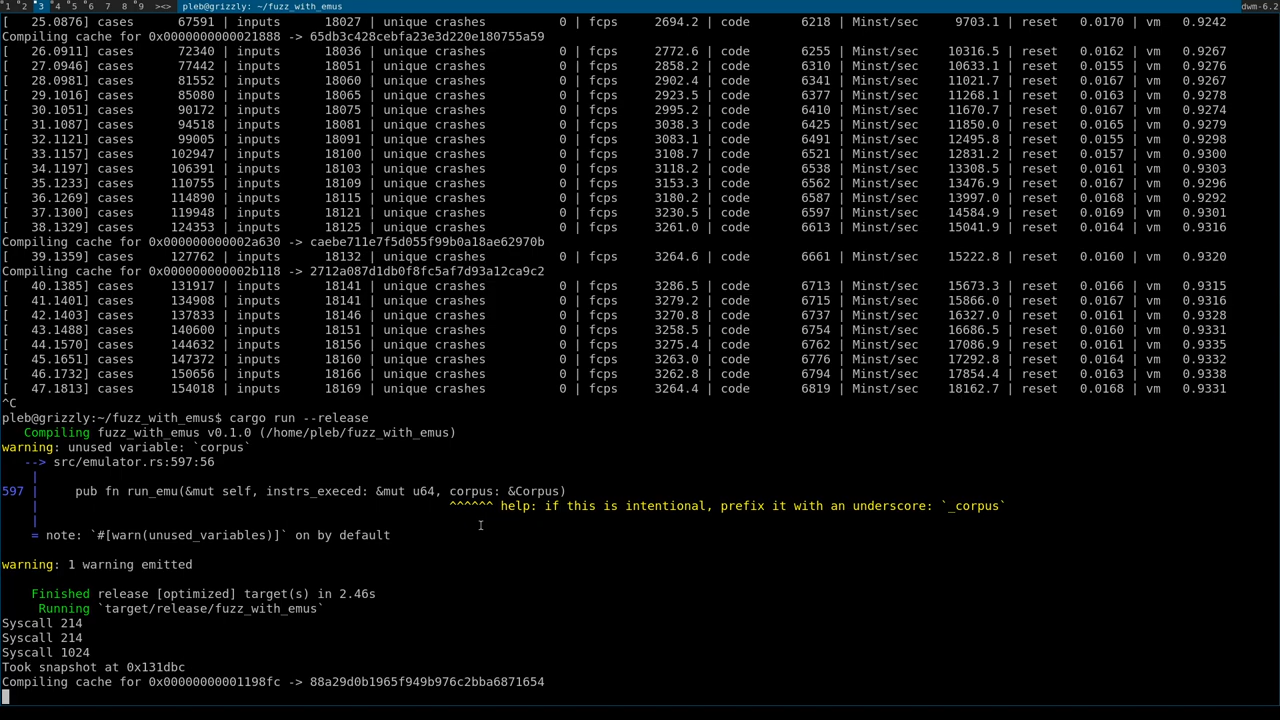 1 2 3 4 5 6 7 8 9 ><> pleb@grizzly: ~/fuzz_with_emus dwm-6.2
[ 25.0876] cases 67591 | inputs 18027 | unique crashes 0 | fcps 2694.2 | code 6218 | Minst/sec 9703.1 | reset 0.0170 | vm 0.9242
Compiling cache for 0x0000000000021888 -> 65db3c428cebfa23e3d220e180755a59
[ 26.0911] cases 72340 | inputs 18036 | unique crashes 0 | fcps 2772.6 | code 6255 | Minst/sec 10316.5 | reset 0.0162 | vm 0.9267
[ 27.0946] cases 77442 | inputs 18051 | unique crashes 0 | fcps 2858.2 | code 6310 | Minst/sec 10633.1 | reset 0.0155 | vm 0.9276
[ 28.0981] cases 81552 | inputs 18060 | unique crashes 0 | fcps 2902.4 | code 6341 | Minst/sec 11021.7 | reset 0.0167 | vm 0.9267
[ 29.1016] cases 85080 | inputs 18065 | unique crashes 0 | fcps 2923.5 | code 6377 | Minst/sec 11268.1 | reset 0.0163 | vm 0.9278
[ 30.1051] cases 90172 | inputs 18075 | unique crashes 0 | fcps 2995.2 | code 6410 | Minst/sec 11670.7 | reset 0.0167 | vm 0.9274
[ 31.1087] cases 94518 | inputs 18081 | unique crashes 0 | fcps 3038.3 | code 6425 | Minst/sec 11850.0 | reset 0.0165 | vm 0.9279
[ 32.1121] cases 99005 | inputs 18091 | unique crashes 0 | fcps 3083.1 | code 6491 | Minst/sec 12495.8 | reset 0.0155 | vm 0.9298
[ 33.1157] cases 102947 | inputs 18100 | unique crashes 0 | fcps 3108.7 | code 6521 | Minst/sec 12831.2 | reset 0.0157 | vm 0.9300
[ 34.1197] cases 106391 | inputs 18103 | unique crashes 0 | fcps 3118.2 | code 6538 | Minst/sec 13308.5 | reset 0.0161 | vm 0.9303
[ 35.1233] cases 110755 | inputs 18109 | unique crashes 0 | fcps 3153.3 | code 6562 | Minst/sec 13476.9 | reset 0.0167 | vm 0.9296
[ 36.1269] cases 114890 | inputs 18115 | unique crashes 0 | fcps 3180.2 | code 6587 | Minst/sec 13997.0 | reset 0.0168 | vm 0.9292
[ 37.1300] cases 119948 | inputs 18121 | unique crashes 0 | fcps 3230.5 | code 6597 | Minst/sec 14584.9 | reset 0.0169 | vm 0.9301
[ 38.1329] cases 124353 | inputs 18125 | unique crashes 0 | fcps 3261.0 | code 6613 | Minst/sec 15041.9 | reset 0.0164 | vm 0.9316
Compiling cache for 0x000000000002a630 -> caebe711e7f5d055f99b0a18ae62970b
[ 39.1359] cases 127762 | inputs 18132 | unique crashes 0 | fcps 3264.6 | code 6661 | Minst/sec 15222.8 | reset 0.0160 | vm 0.9320
Compiling cache for 0x000000000002b118 -> 2712a087d1db0f8fc5af7d93a12ca9c2
[ 40.1385] cases 131917 | inputs 18141 | unique crashes 0 | fcps 3286.5 | code 6713 | Minst/sec 15673.3 | reset 0.0166 | vm 0.9315
[ 41.1401] cases 134908 | inputs 18141 | unique crashes 0 | fcps 3279.2 | code 6715 | Minst/sec 15866.0 | reset 0.0164 | vm 0.9316
[ 42.1403] cases 137833 | inputs 18146 | unique crashes 0 | fcps 3270.8 | code 6737 | Minst/sec 16327.0 | reset 0.0161 | vm 0.9328
[ 43.1488] cases 140600 | inputs 18151 | unique crashes 0 | fcps 3258.5 | code 6754 | Minst/sec 16686.5 | reset 0.0160 | vm 0.9331
[ 44.1570] cases 144632 | inputs 18156 | unique crashes 0 | fcps 3275.4 | code 6762 | Minst/sec 17086.9 | reset 0.0161 | vm 0.9335
[ 45.1651] cases 147372 | inputs 18160 | unique crashes 0 | fcps 3263.0 | code 6776 | Minst/sec 17292.8 | reset 0.0164 | vm 0.9332
[ 46.1732] cases 150656 | inputs 18166 | unique crashes 0 | fcps 3262.8 | code 6794 | Minst/sec 17854.4 | reset 0.0164 | vm 0.9338
[ 47.1813] cases 154018 | inputs 18169 | unique crashes 0 | fcps 3264.4 | code 6819 | Minst/sec 18162.7 | reset 0.0168 | vm 0.9331
^C
pleb@grizzly:~/fuzz_with_emus$ cargo run --release
Compiling fuzz_with_emus v0.1.0 (/home/pleb/fuzz_with_emus)
warning: unused variable: `corpus`
--> src/emulator.rs:597:56
|
597 | pub fn run_emu(&mut self, instrs_execed: &mut u64, corpus: &Corpus)
| ^^^^^^ help: if this is intentional, prefix it with an underscore: `_corpus`
|
= note: `#[warn(unused_variables)]` on by default
warning: 1 warning emitted
Finished release [optimized] target(s) in 2.46s
Running `target/release/fuzz_with_emus`
Syscall 214
Syscall 214
Syscall 1024
Took snapshot at 0x131dbc
Compiling cache for 0x00000000001198fc -> 88a29d0b1965f949b976c2bba6871654